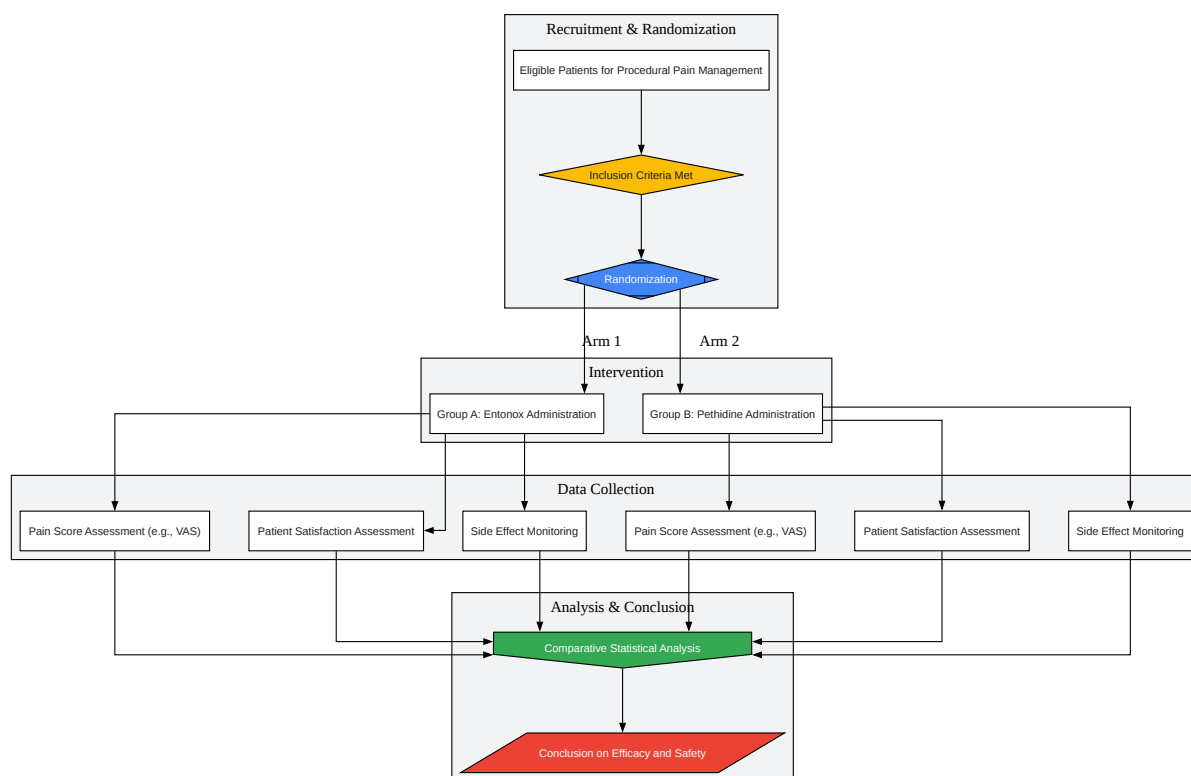 Recruitment & Randomization
Eligible Patients for Procedural Pain Management
Inclusion Criteria Met
Randomization
Arm 1
Arm 2
Intervention
Group A: Entonox Administration
Group B: Pethidine Administration
Data Collection
Pain Score Assessment (e.g., VAS)
Patient Satisfaction Assessment
Side Effect Monitoring
Pain Score Assessment (e.g., VAS)
Patient Satisfaction Assessment
Side Effect Monitoring
Analysis & Conclusion
Comparative Statistical Analysis
Conclusion on Efficacy and Safety